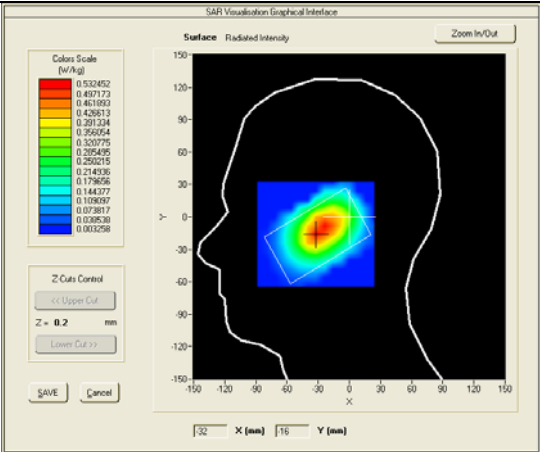 SAR Visualisation Graphical Interface
Surface Radiated Intensity
Zoom In/Out
Colors Scale
(W/kg)
0.532452
0.497173
0.461893
0.426613
0.391334
0.356054
0.320775
0.285495
0.250215
0.214936
0.179656
0.144377
0.109097
0.073817
0.038538
0.003258
Z-Cuts Control
<< Upper Cut
Z = 0.2 mm
Lower Cut >>
SAVE Cancel
150
120
90
60
30
0
-30
-60
-90
-120
-150
Y
-150 -120 -90 -60 -30 0 30 60 90 120 150
X
-32 X (mm) -16 Y (mm)